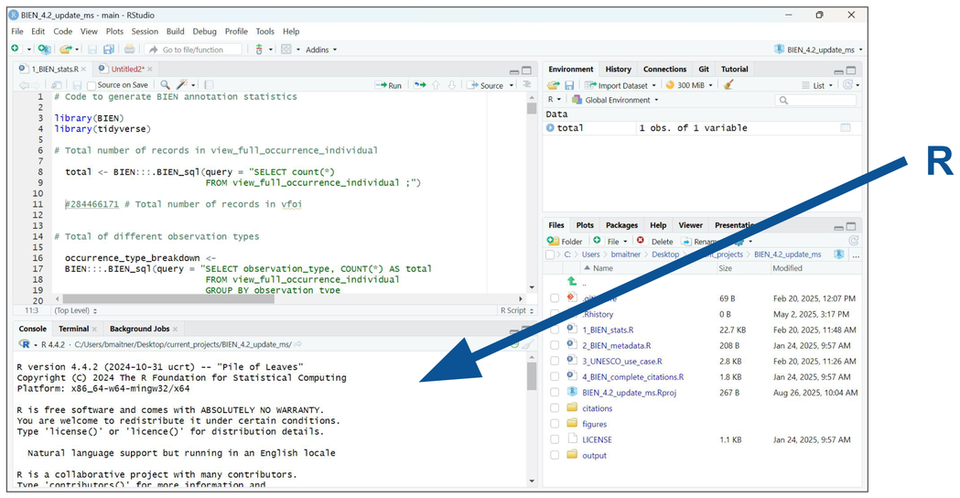 BIEN_4.2_update_ms - main - RStudio
File Edit Code View Plots Session Build Debug Profile Tools Help
Go to file/function Addins BIEN_4.2_update_ms
1_BIEN_stats.R Untitled2*
Source on Save Run Source
1 # Code to generate BIEN annotation statistics
2
3 library(BIEN)
4 library(tidyverse)
5
6 # Total number of records in view_full_occurrence_individual
7
8 total <- BIEN:::.BIEN_sql(query = "SELECT count(*)
9 FROM view_full_occurrence_individual ;")
10
11 #284466171 # Total number of records in vfoi
12
13
14 # Total of different observation types
15
16 occurrence_type_breakdown <-
17 BIEN:::.BIEN_sql(query = "SELECT observation_type, COUNT(*) AS total
18 FROM view_full_occurrence_individual
19 GROUP BY observation_type
20
11:3 (Top Level) R Script
Console Terminal Background Jobs
R 4.4.2 · C:/Users/bmaitner/Desktop/current_projects/BIEN_4.2_update_ms/
R version 4.4.2 (2024-10-31 ucrt) -- "Pile of Leaves"
Copyright (C) 2024 The R Foundation for Statistical Computing
Platform: x86_64-w64-mingw32/x64
R is free software and comes with ABSOLUTELY NO WARRANTY.
You are welcome to redistribute it under certain conditions.
Type 'license()' or 'licence()' for distribution details.
Natural language support but running in an English locale
R is a collaborative project with many contributors.
Type 'contributors()' for more information and
Environment History Connections Git Tutorial
Import Dataset 300 MiB List
R Global Environment
Data
total 1 obs. of 1 variable
Files Plots Packages Help Viewer Presentation
Folder File Delete Rename
C: Users bmaitner Desktop BIEN_4.2_update_ms ...
Name Size Modified
..
69 B Feb 20, 2025, 12:07 PM
.Rhistory 0 B May 2, 2025, 3:17 PM
1_BIEN_stats.R 22.7 KB Feb 20, 2025, 11:48 AM
2_BIEN_metadata.R 208 B Jan 24, 2025, 9:57 AM
3_UNESCO_use_case.R 2.8 KB Feb 20, 2025, 11:26 AM
4_BIEN_complete_citations.R 1.8 KB Jan 24, 2025, 9:57 AM
BIEN_4.2_update_ms.Rproj 267 B Aug 26, 2025, 10:04 AM
citations
figures
LICENSE 1.1 KB Jan 24, 2025, 9:57 AM
output
R